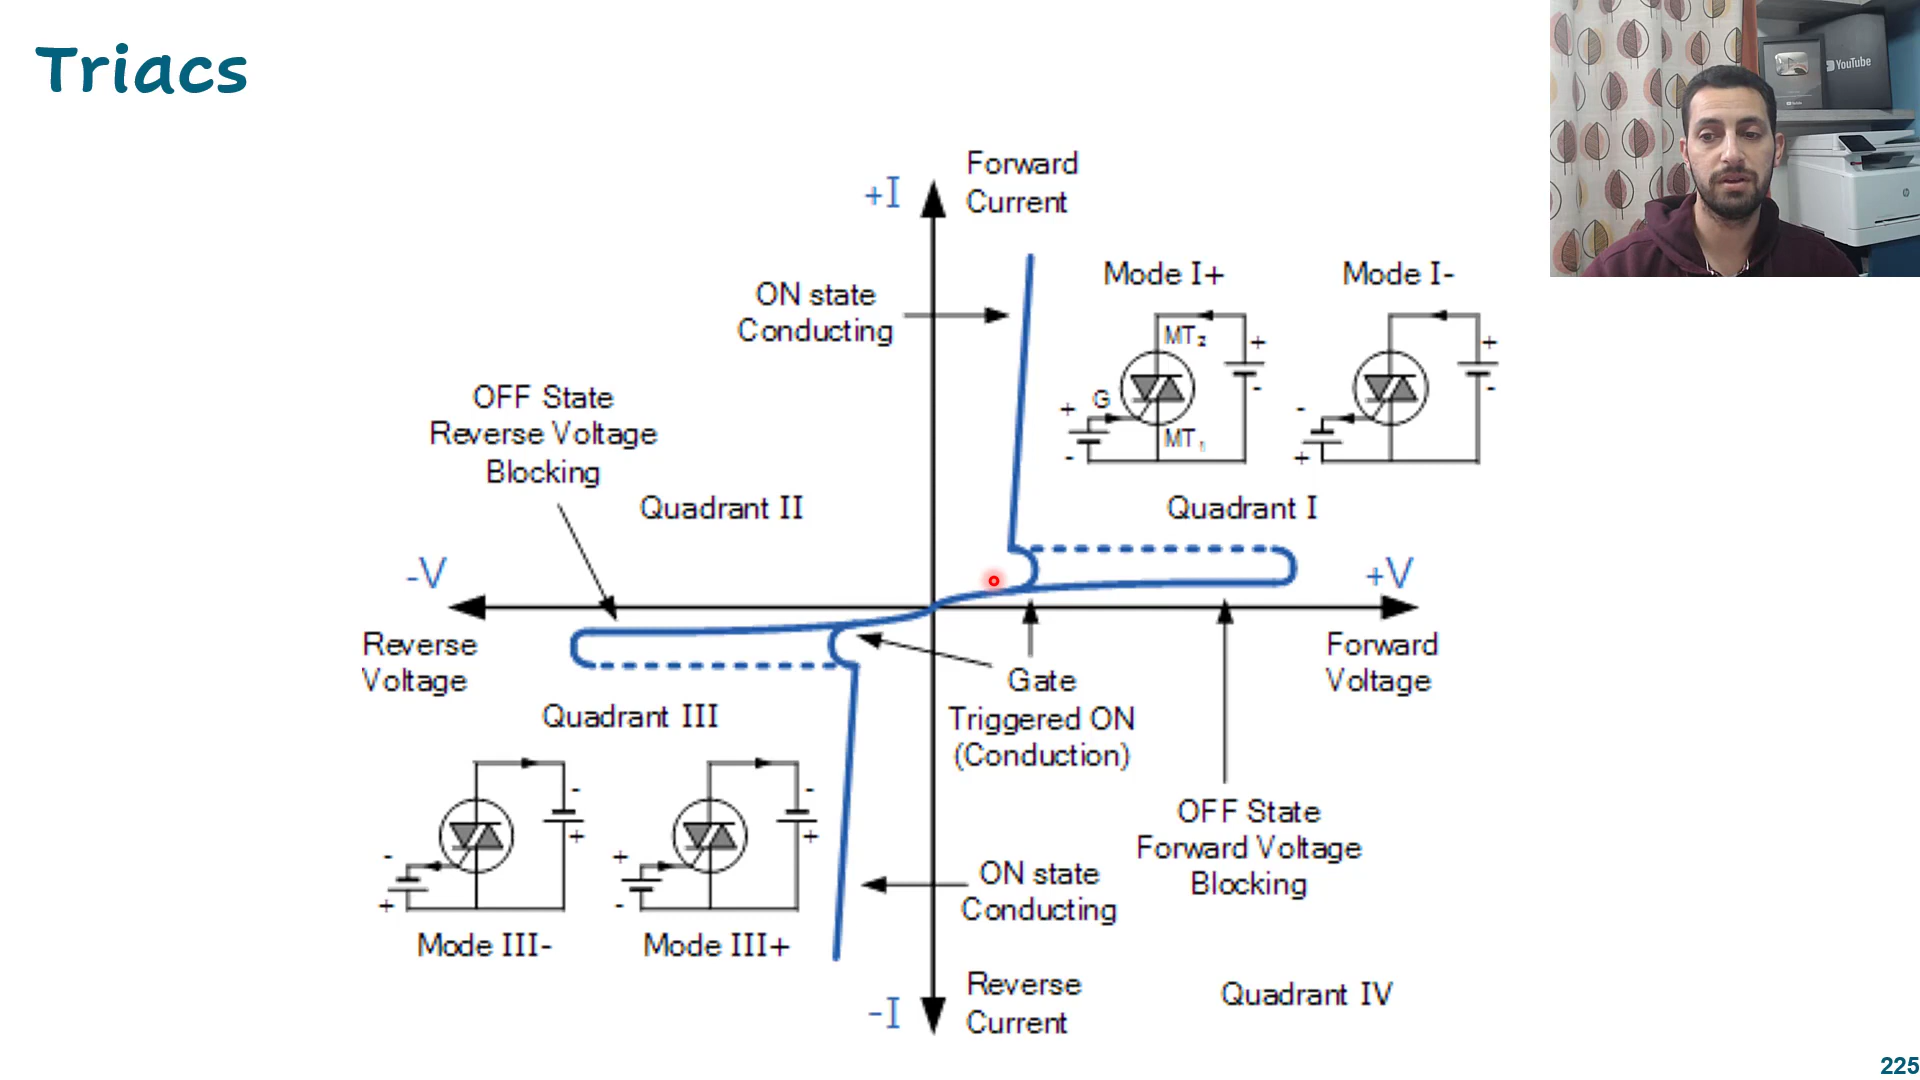 Triacs
YouTube
Forward
Current
+I
ON state
Conducting
Mode I+
Mode I-
MT2
+
-
G
+
-
MT1
+
-
-
+
OFF State
Reverse Voltage
Blocking
Quadrant II
Quadrant I
-V
+V
Reverse
Voltage
Forward
Voltage
Gate
Triggered ON
(Conduction)
Quadrant III
-
+
-
+
-
+
+
-
Mode III-
Mode III+
OFF State
Forward Voltage
Blocking
ON state
Conducting
-I
Reverse
Current
Quadrant IV
225